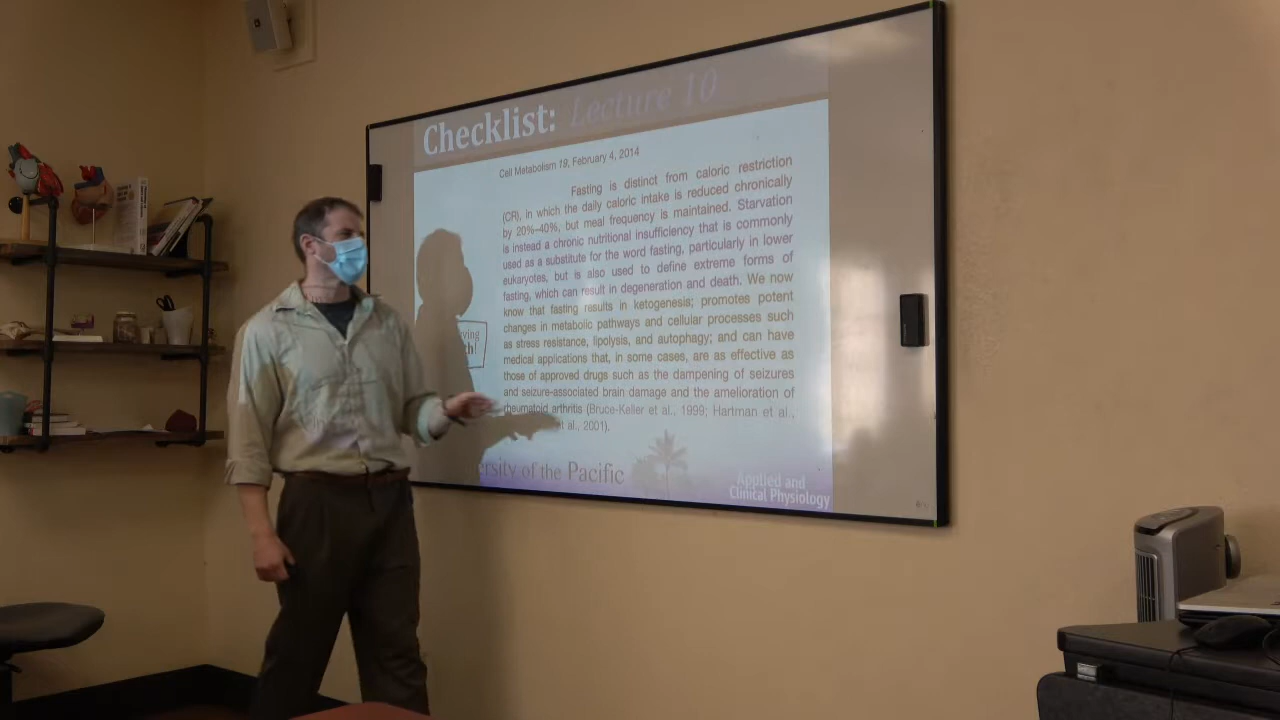 Checklist: Lecture 10
Cell Metabolism 19, February 4, 2014
Fasting is distinct from caloric restriction
(CR), in which the daily caloric intake is reduced chronically
by 20%–40%, but meal frequency is maintained. Starvation
is instead a chronic nutritional insufficiency that is commonly
used as a substitute for the word fasting, particularly in lower
eukaryotes, but is also used to define extreme forms of
fasting, which can result in degeneration and death. We now
know that fasting results in ketogenesis; promotes potent
changes in metabolic pathways and cellular processes such
as stress resistance, lipolysis, and autophagy; and can have
medical applications that, in some cases, are as effective as
those of approved drugs such as the dampening of seizures
and seizure-associated brain damage and the amelioration of
rheumatoid arthritis (Bruce-Keller et al., 1999; Hartman et al.,
t al., 2001).
ersity of the Pacific
Applied and
Clinical Physiology